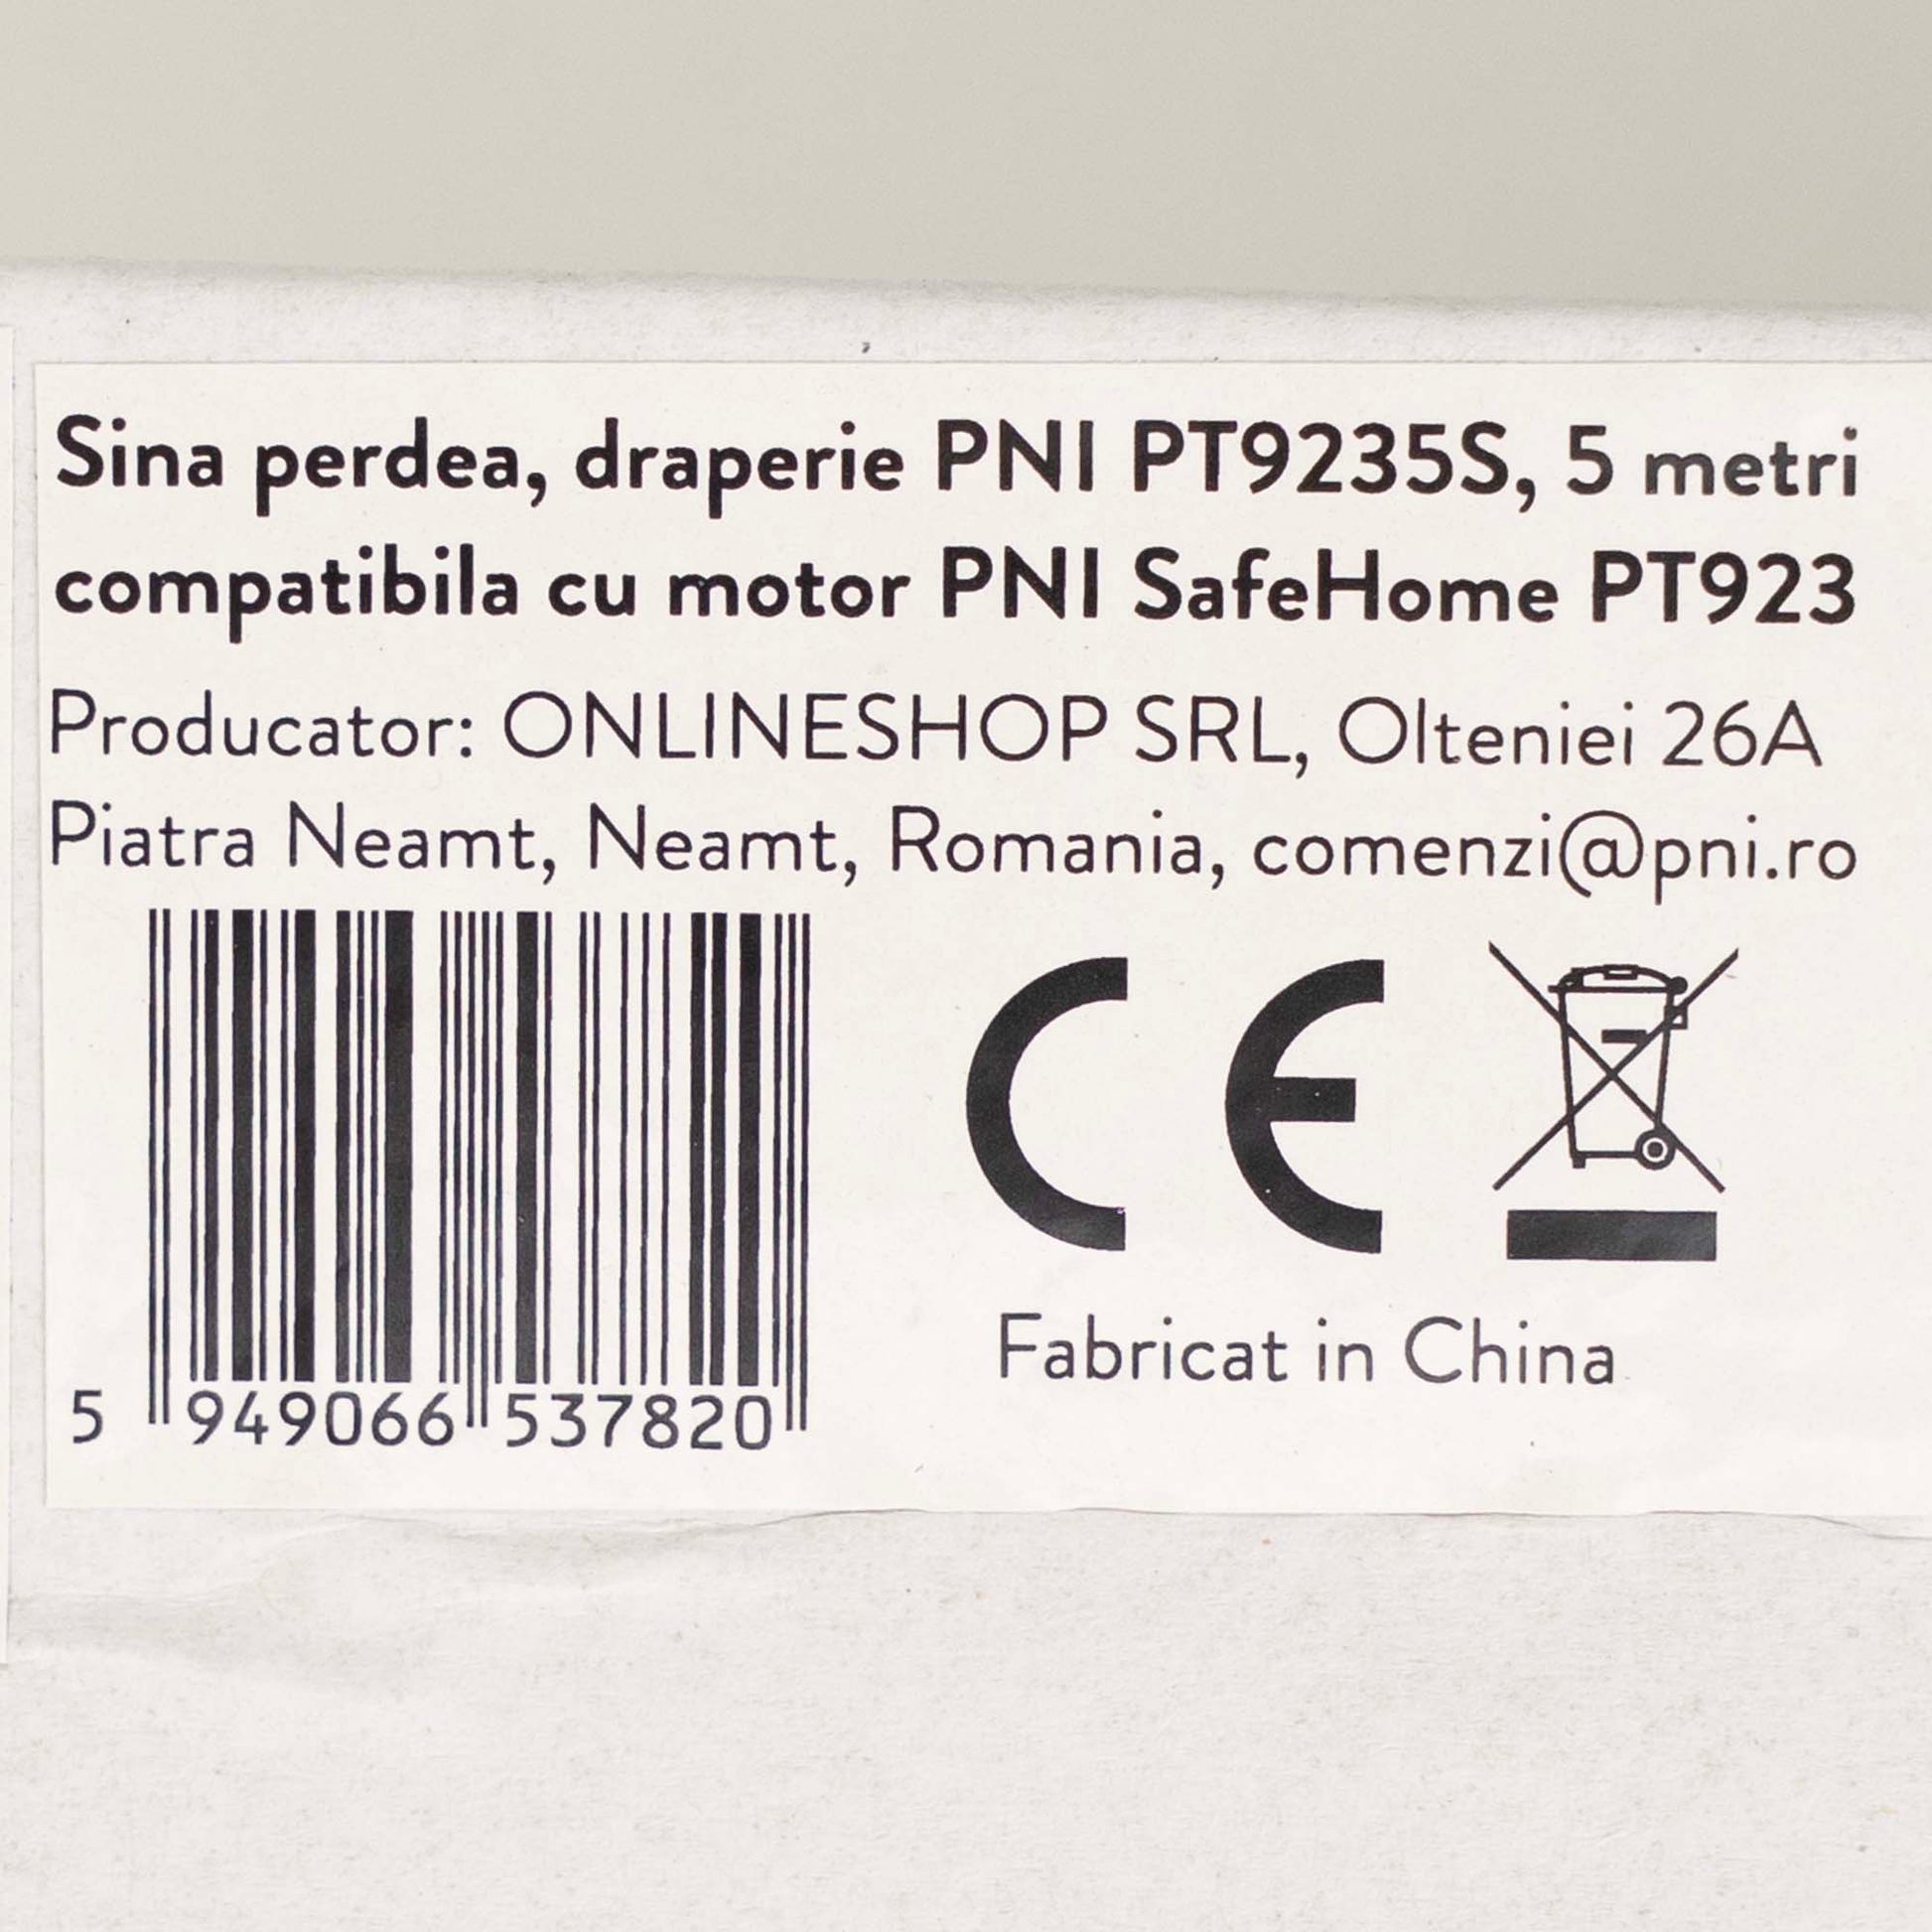 Sina perdea, draperie PNI PT9235S, 5 metri
compatibila cu motor PNI SafeHome PT923
Producator: ONLINESHOP SRL, Olteniei 26A
Piatra Neamt, Neamt, Romania, comenzi@pni.ro
CE
Fabricat in China
5 949066 537820